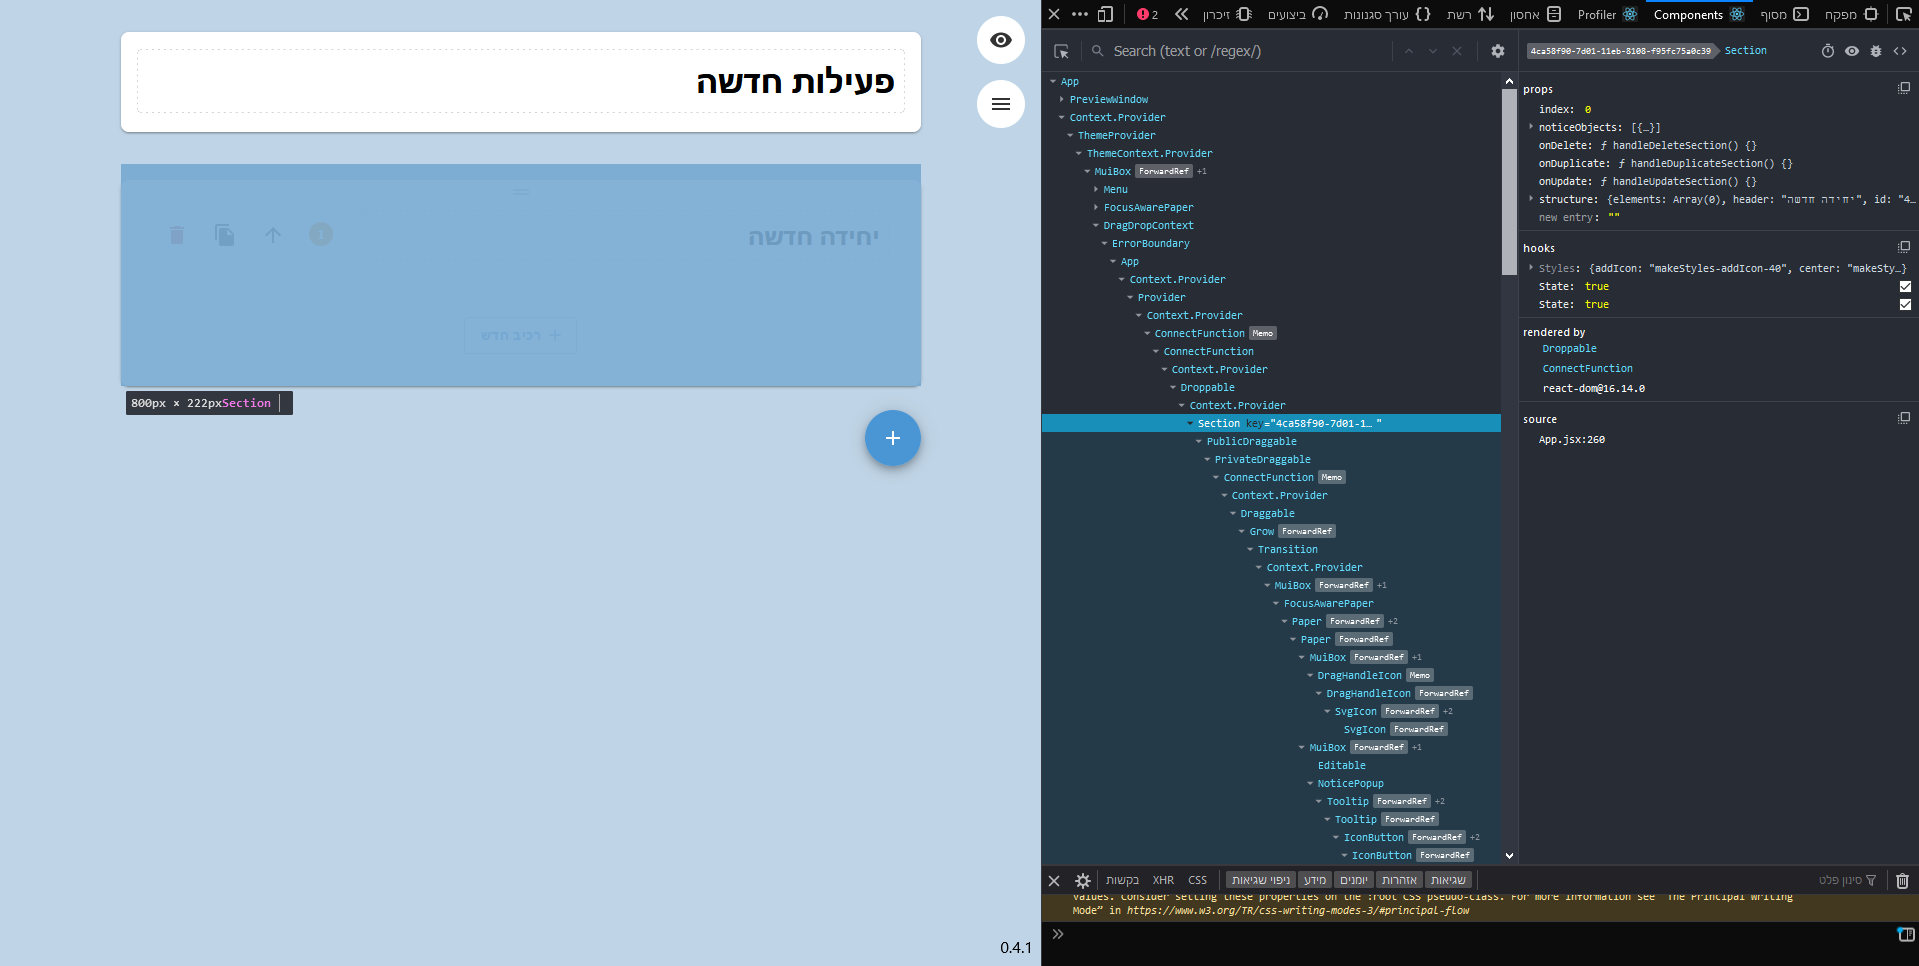 פעילות חדשה
יחידה חדשה
1
רכיב חדש
800px × 222pxSection
0.4.1
2
זיכרון
ביצועים
עורך סגנונות
רשת
אחסון
Profiler
Components
מסוף
מפקח
Search (text or /regex/)
App
PreviewWindow
Context.Provider
ThemeProvider
ThemeContext.Provider
MuiBox ForwardRef +1
Menu
FocusAwarePaper
DragDropContext
ErrorBoundary
App
Context.Provider
Provider
Context.Provider
ConnectFunction Memo
ConnectFunction
Context.Provider
Droppable
Context.Provider
Section key="4ca58f90-7d01-1… "
PublicDraggable
PrivateDraggable
ConnectFunction Memo
Context.Provider
Draggable
Grow ForwardRef
Transition
Context.Provider
MuiBox ForwardRef +1
FocusAwarePaper
Paper ForwardRef +2
Paper ForwardRef
MuiBox ForwardRef +1
DragHandleIcon Memo
DragHandleIcon ForwardRef
SvgIcon ForwardRef +2
SvgIcon ForwardRef
MuiBox ForwardRef +1
Editable
NoticePopup
Tooltip ForwardRef +2
Tooltip ForwardRef
IconButton ForwardRef +2
IconButton ForwardRef
4ca58f90-7d01-11eb-8108-f95fc75a0c39 Section
props
index: 0
noticeObjects: [{…}]
onDelete: ƒ handleDeleteSection() {}
onDuplicate: ƒ handleDuplicateSection() {}
onUpdate: ƒ handleUpdateSection() {}
structure: {elements: Array(0), header: "יחידה חדשה", id: "4…
new entry: ""
hooks
Styles: {addIcon: "makeStyles-addIcon-40", center: "makeSty…}
State: true
State: true
rendered by
Droppable
ConnectFunction
react-dom@16.14.0
source
App.jsx:260
בקשות
XHR
CSS
ניפוי שגיאות
מידע
יומנים
אזהרות
שגיאות
סינון פלט
values. Consider setting these properties on the :root CSS pseudo-class. For more information see “The Principal Writing
Mode” in https://www.w3.org/TR/css-writing-modes-3/#principal-flow